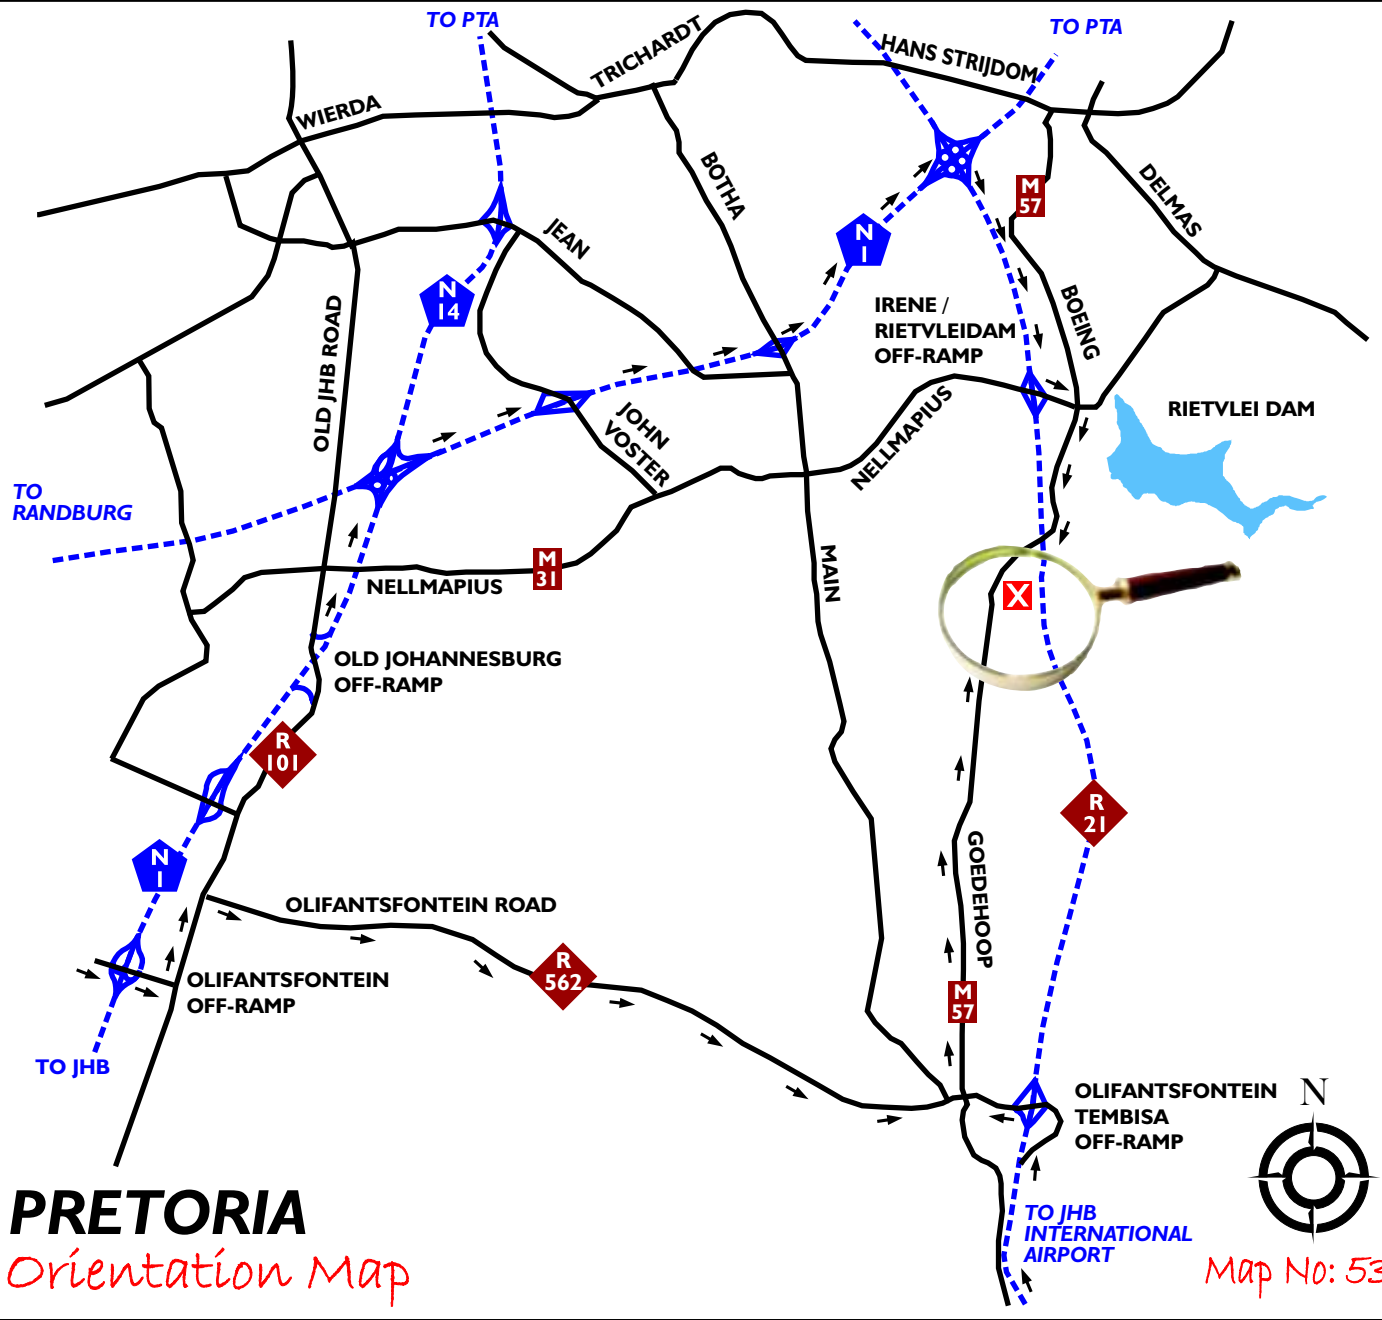 TO PTA
TO PTA
TRICHARDT
HANS STRIJDOM
WIERDA
BOTHA
DELMAS
M
57
JEAN
N
1
N
14
IRENE /
RIETVLEIDAM
OFF-RAMP
BOEING
OLD JHB ROAD
JOHN
VOSTER
NELLMAPIUS
RIETVLEI DAM
TO
RANDBURG
M
31
NELLMAPIUS
MAIN
X
OLD JOHANNESBURG
OFF-RAMP
R
101
R
21
N
1
GOEDEHOOP
OLIFANTSFONTEIN ROAD
R
562
OLIFANTSFONTEIN
OFF-RAMP
M
57
TO JHB
OLIFANTSFONTEIN
TEMBISA
OFF-RAMP
N
TO JHB
INTERNATIONAL
AIRPORT
PRETORIA
Orientation Map
Map No: 53